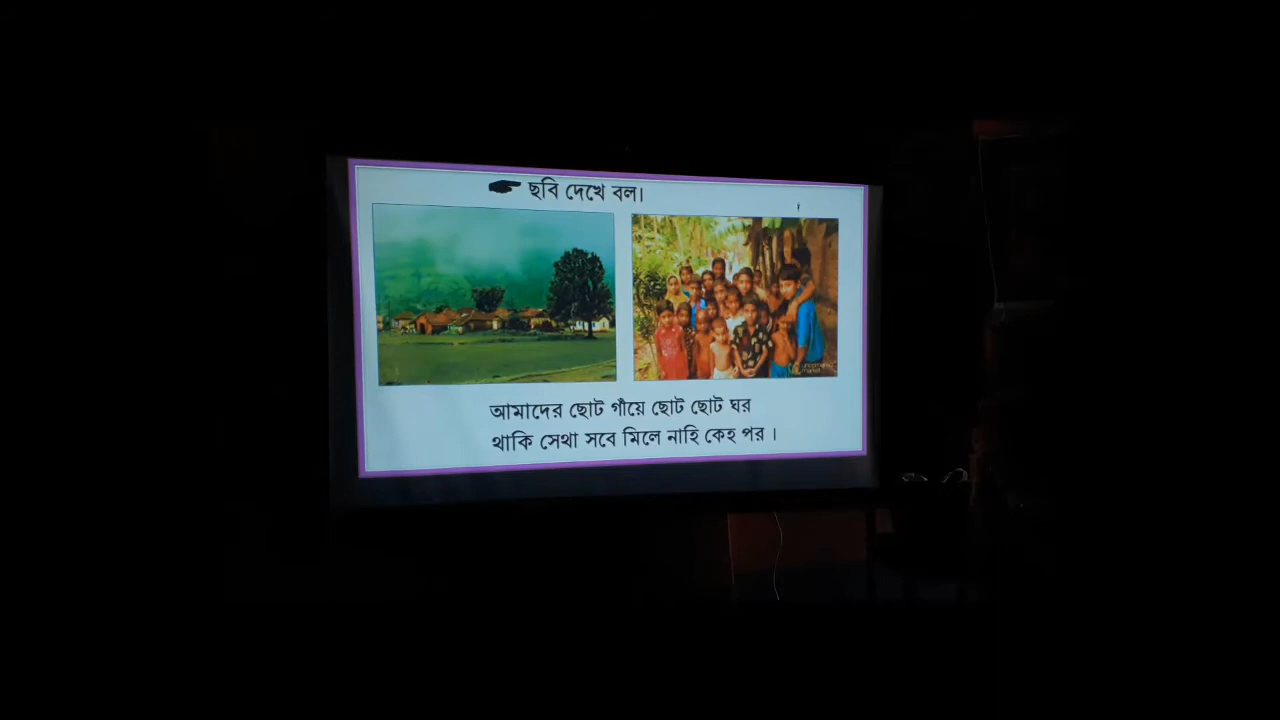 ছবি দেখে বল।
আমাদের ছোট গাঁয়ে ছোট ছোট ঘর
থাকি সেথা সবে মিলে নাহি কেহ পর ।